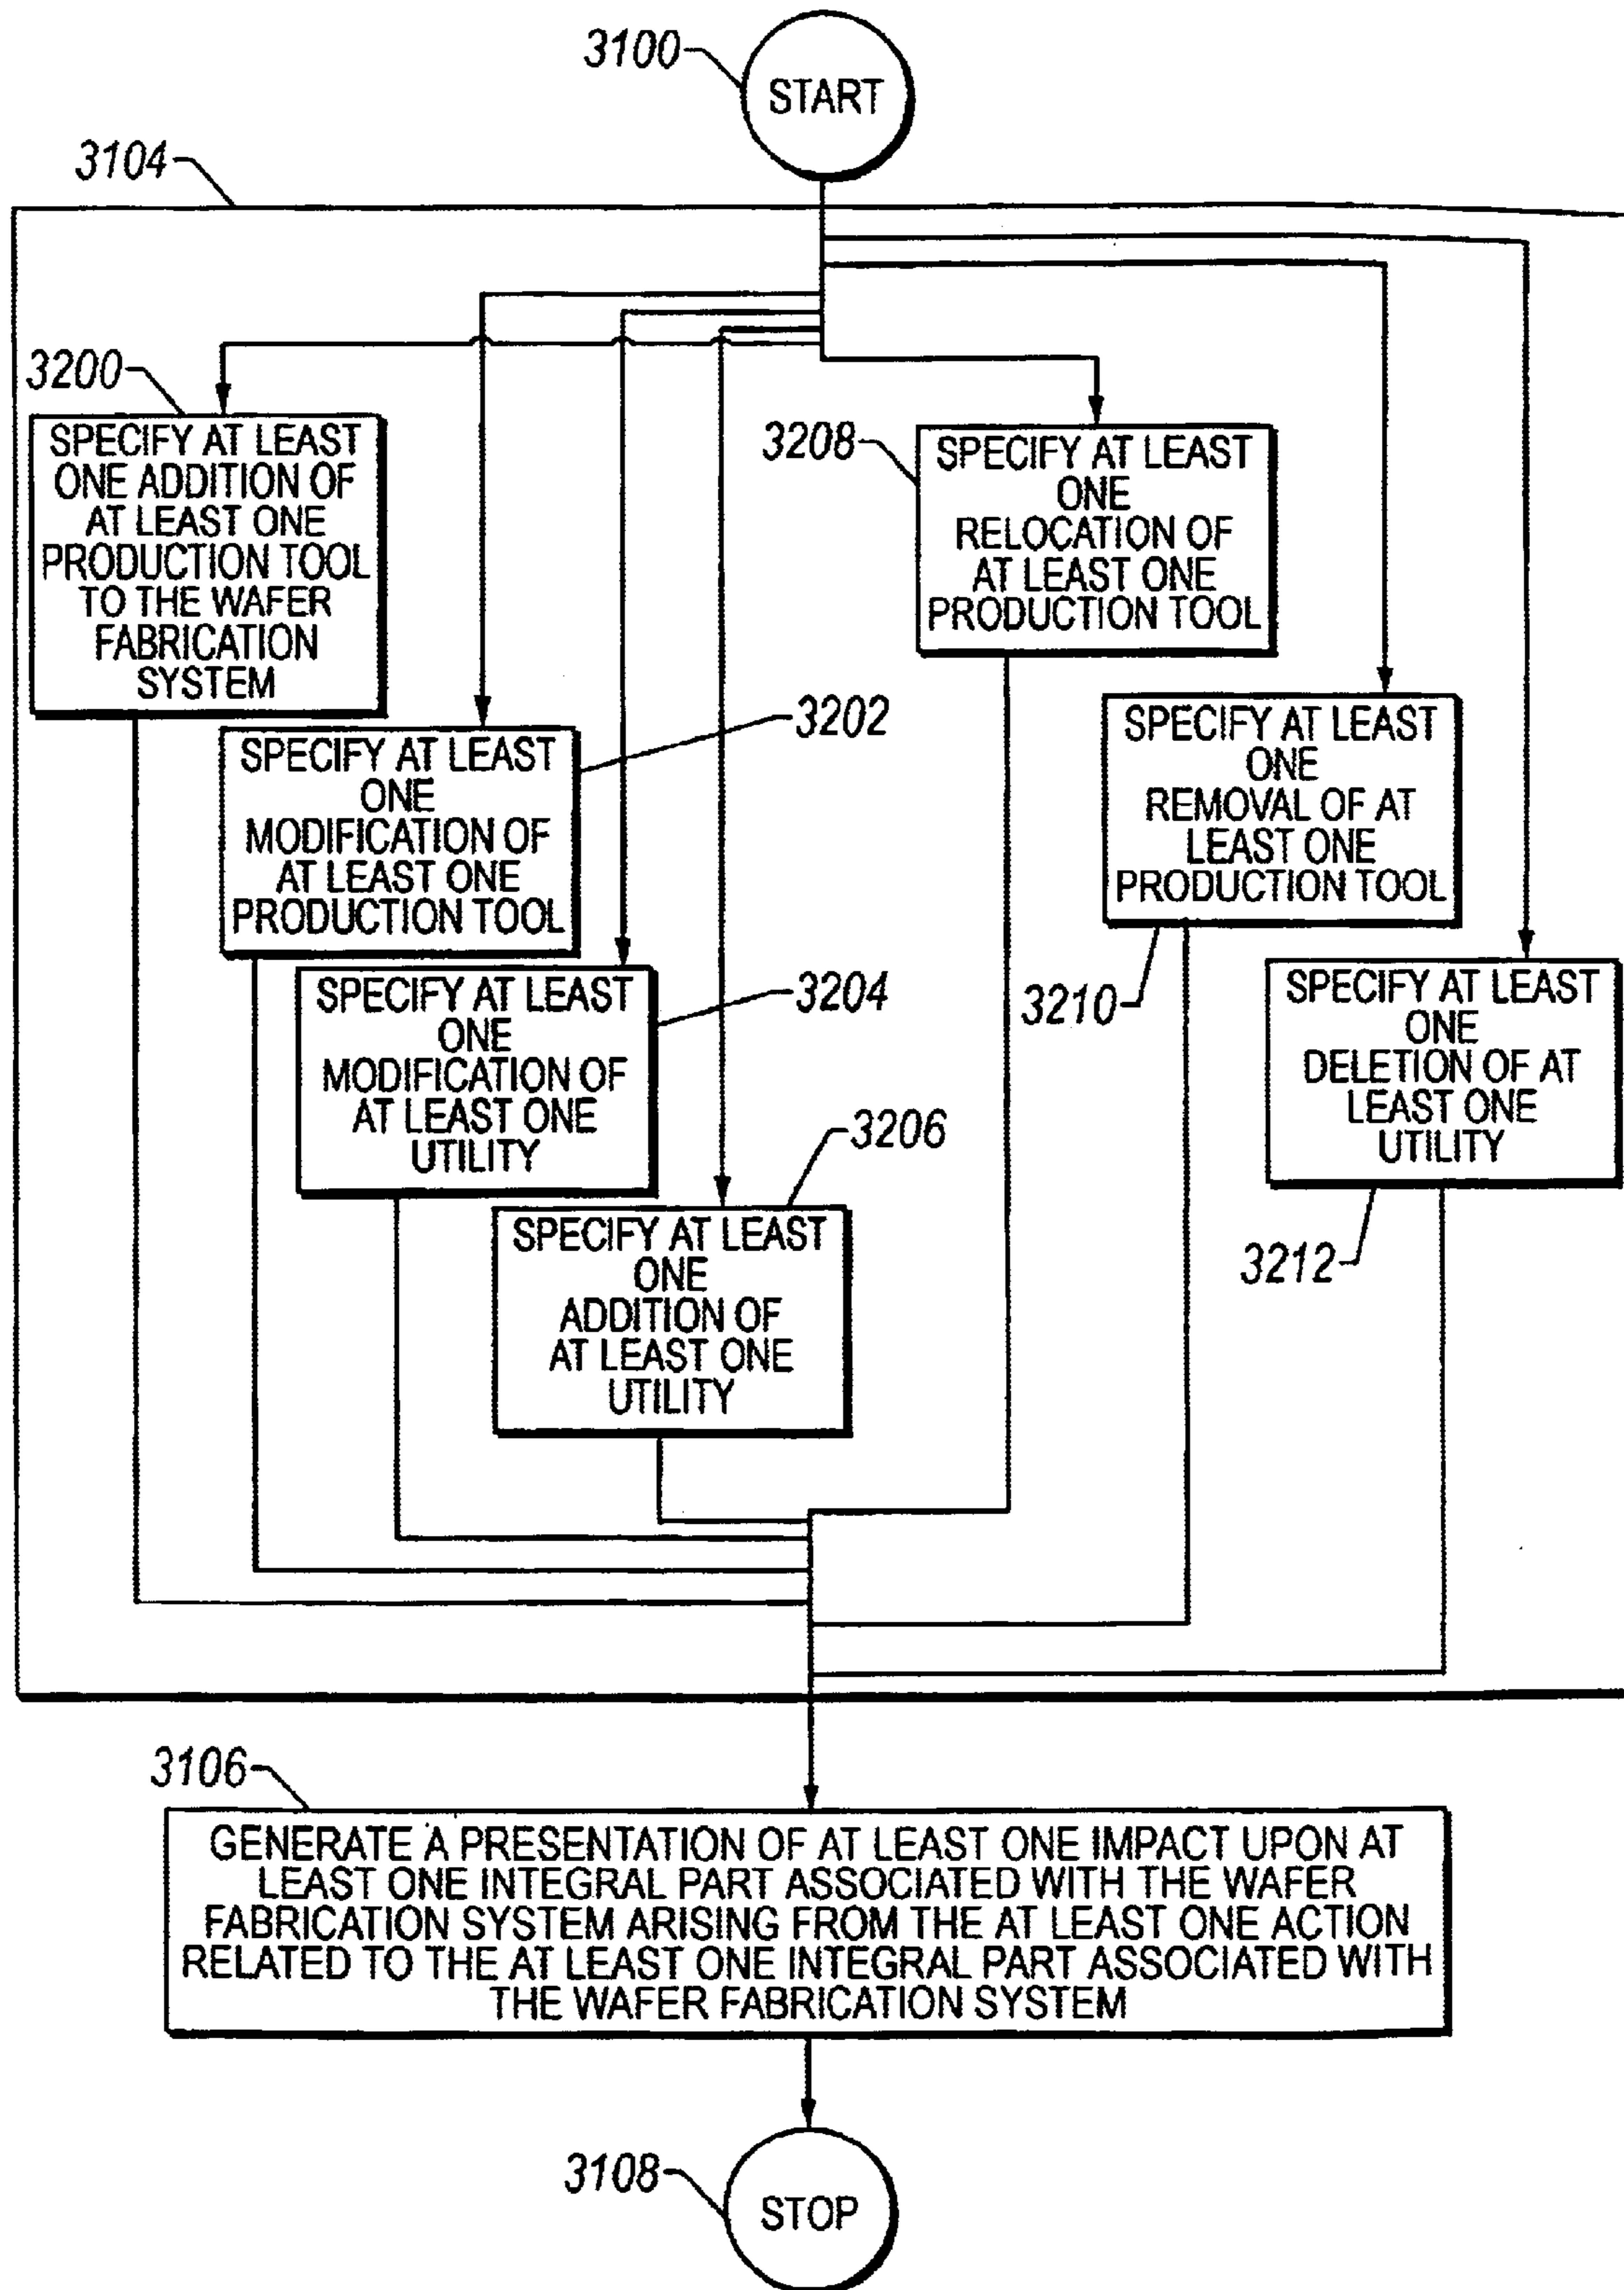 3100
START
3104
3200
SPECIFY AT LEAST
ONE ADDITION OF
AT LEAST ONE
PRODUCTION TOOL
TO THE WAFER
FABRICATION
SYSTEM
3208
SPECIFY AT LEAST
ONE
RELOCATION OF
AT LEAST ONE
PRODUCTION TOOL
3202
SPECIFY AT LEAST
ONE
MODIFICATION OF
AT LEAST ONE
PRODUCTION TOOL
SPECIFY AT LEAST
ONE
REMOVAL OF AT
LEAST ONE
PRODUCTION TOOL
3210
3204
SPECIFY AT LEAST
ONE
MODIFICATION OF
AT LEAST ONE
UTILITY
SPECIFY AT LEAST
ONE
DELETION OF AT
LEAST ONE
UTILITY
3212
3206
SPECIFY AT LEAST
ONE
ADDITION OF
AT LEAST ONE
UTILITY
3106
GENERATE A PRESENTATION OF AT LEAST ONE IMPACT UPON AT
LEAST ONE INTEGRAL PART ASSOCIATED WITH THE WAFER
FABRICATION SYSTEM ARISING FROM THE AT LEAST ONE ACTION
RELATED TO THE AT LEAST ONE INTEGRAL PART ASSOCIATED WITH
THE WAFER FABRICATION SYSTEM
3108
STOP